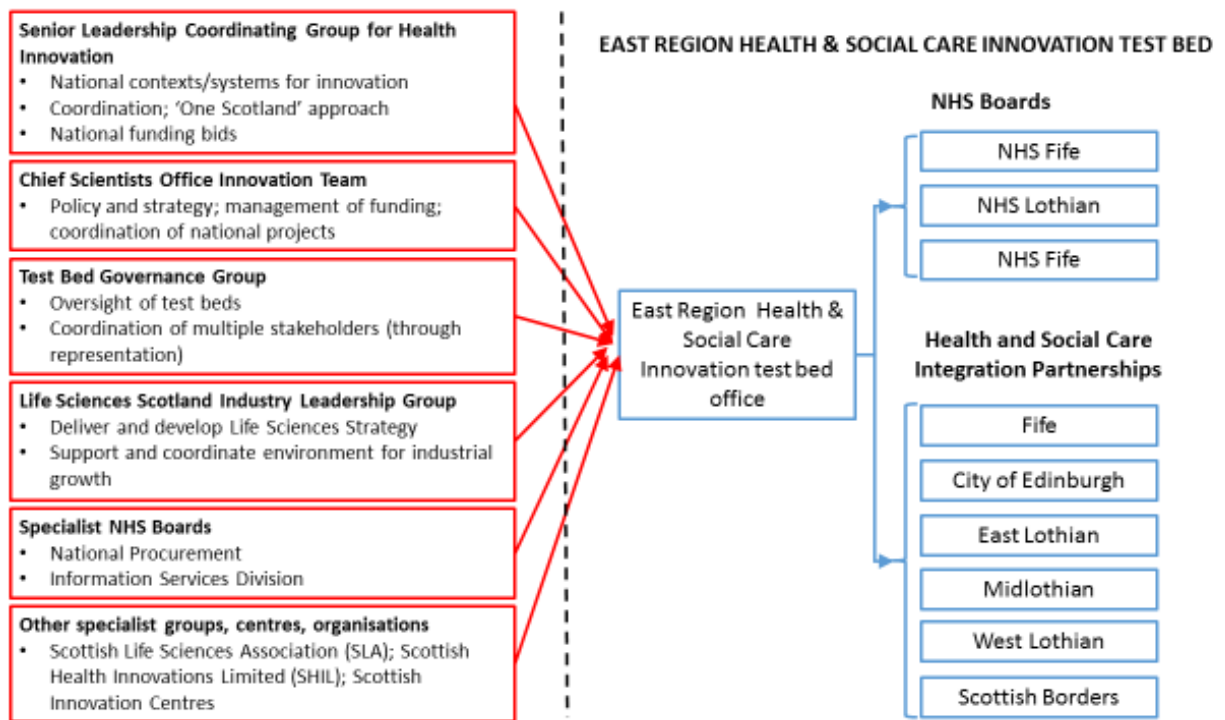 Senior Leadership Coordinating Group for Health
Innovation
• National contexts/systems for innovation
• Coordination; ‘One Scotland’ approach
• National funding bids
Chief Scientists Office Innovation Team
• Policy and strategy; management of funding;
coordination of national projects
Test Bed Governance Group
• Oversight of test beds
• Coordination of multiple stakeholders (through
representation)
Life Sciences Scotland Industry Leadership Group
• Deliver and develop Life Sciences Strategy
• Support and coordinate environment for industrial
growth
Specialist NHS Boards
• National Procurement
• Information Services Division
Other specialist groups, centres, organisations
• Scottish Life Sciences Association (SLA); Scottish
Health Innovations Limited (SHIL); Scottish
Innovation Centres
EAST REGION HEALTH & SOCIAL CARE INNOVATION TEST BED
East Region Health &
Social Care
Innovation test bed
office
NHS Boards
NHS Fife
NHS Lothian
NHS Fife
Health and Social Care
Integration Partnerships
Fife
City of Edinburgh
East Lothian
Midlothian
West Lothian
Scottish Borders